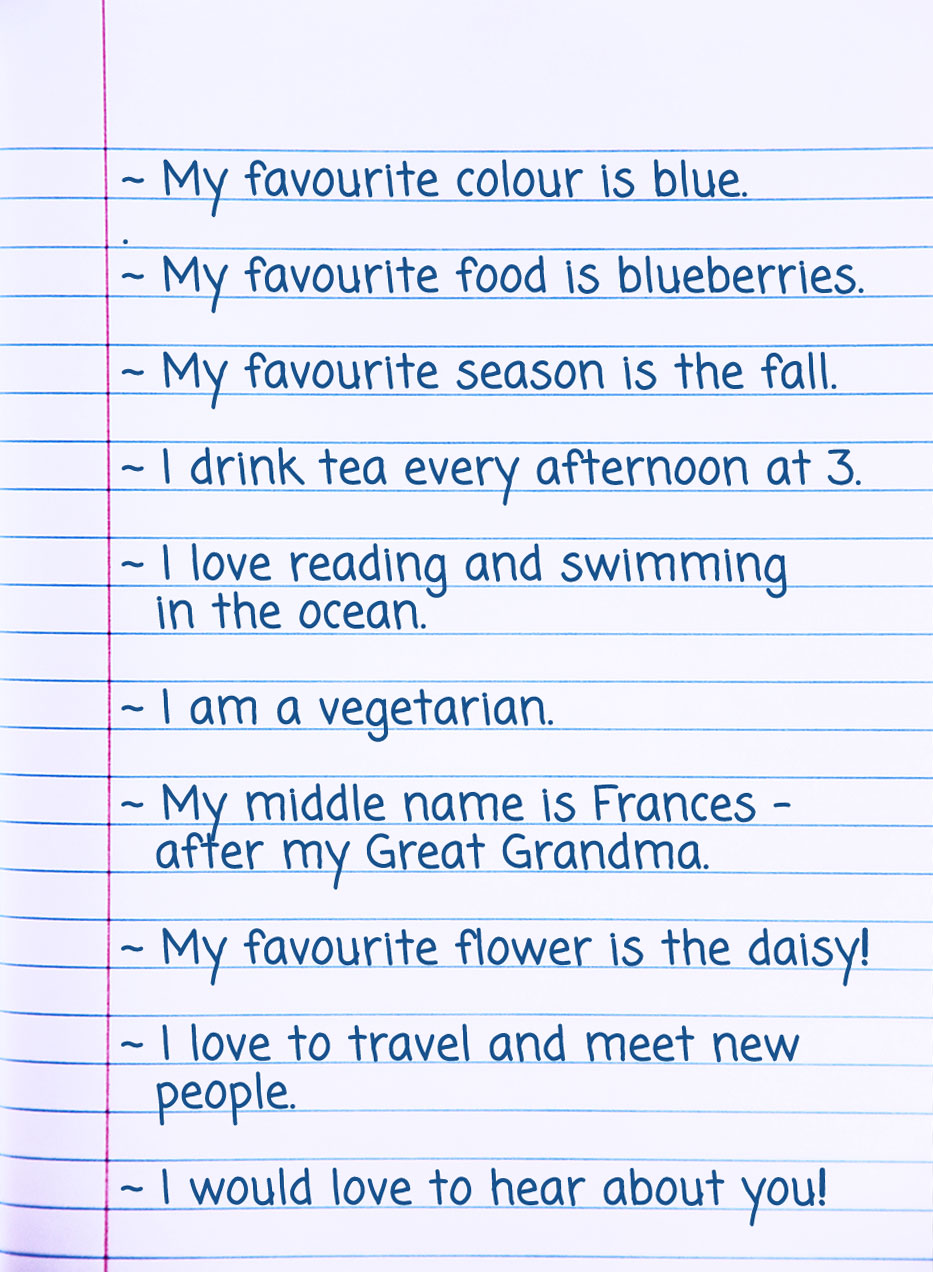 ~ My favourite colour is blue.
.
~ My favourite food is blueberries.
~ My favourite season is the fall.
~ I drink tea every afternoon at 3.
~ I love reading and swimming
in the ocean.
~ I am a vegetarian.
~ My middle name is Frances -
after my Great Grandma.
~ My favourite flower is the daisy!
~ I love to travel and meet new
people.
~ I would love to hear about you!